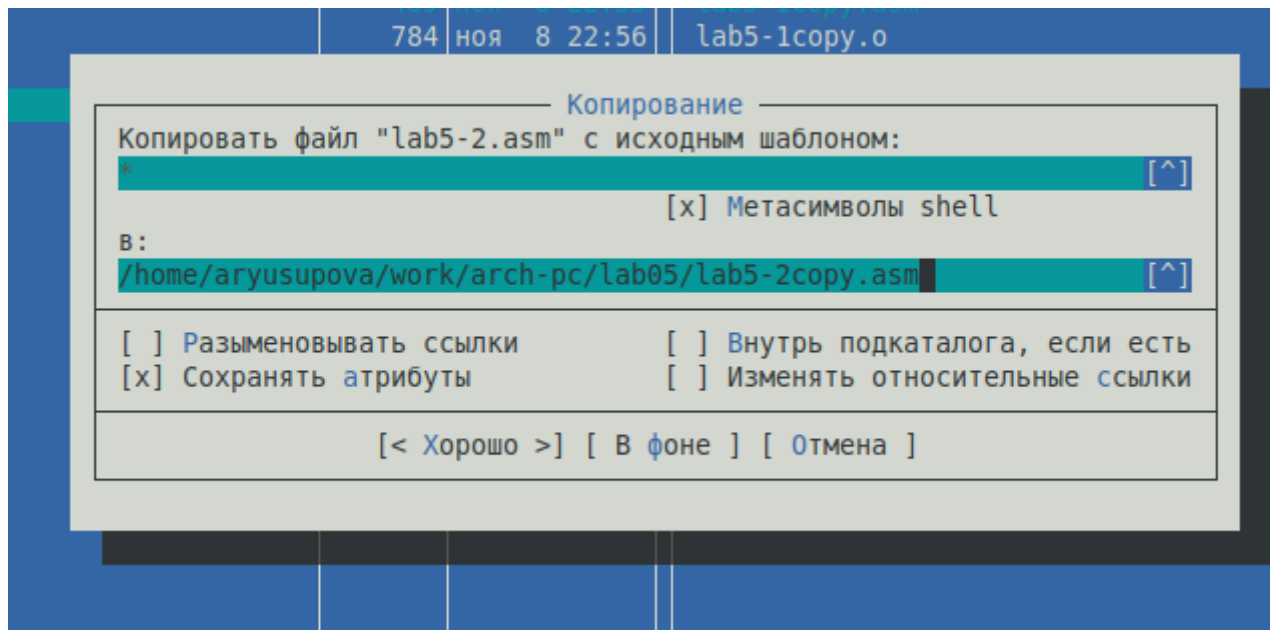 784 ноя 8 22:56 lab5-1copy.o
Копирование
Копировать файл "lab5-2.asm" с исходным шаблоном:
* [^]
[x] Метасимволы shell
в:
/home/aryusupova/work/arch-pc/lab05/lab5-2copy.asm [^]
[ ] Разыменовывать ссылки [ ] Внутрь подкаталога, если есть
[x] Сохранять атрибуты [ ] Изменять относительные ссылки
[< Хорошо >] [ В фоне ] [ Отмена ]